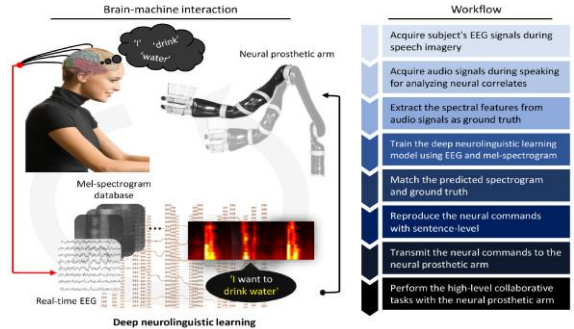 Brain-machine interaction
'I' 'drink'
'water'
Neural prosthetic arm
Mel-spectrogram
database
...
'I want to
drink water'
Real-time EEG
Deep neurolinguistic learning
Workflow
Acquire subject's EEG signals during
speech imagery
Acquire audio signals during speaking
for analyzing neural correlates
Extract the spectral features from
audio signals as ground truth
Train the deep neurolinguistic learning
model using EEG and mel-spectrogram
Match the predicted spectrogram
and ground truth
Reproduce the neural commands
with sentence-level
Transmit the neural commands to the
neural prosthetic arm
Perform the high-level collaborative
tasks with the neural prosthetic arm